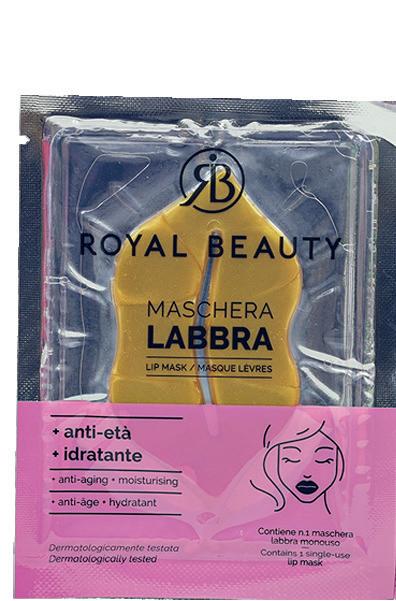 RB
ROYAL BEAUTY
MASCHERA
LABBRA
LIP MASK / MASQUE LÈVRES
+ anti-età
+ idratante
• anti-aging • moisturising
• anti-âge • hydratant
Dermatologicamente testata
Dermatologically tested
Contiene n.1 maschera
labbra monouso
Contains 1 single-use
lip mask